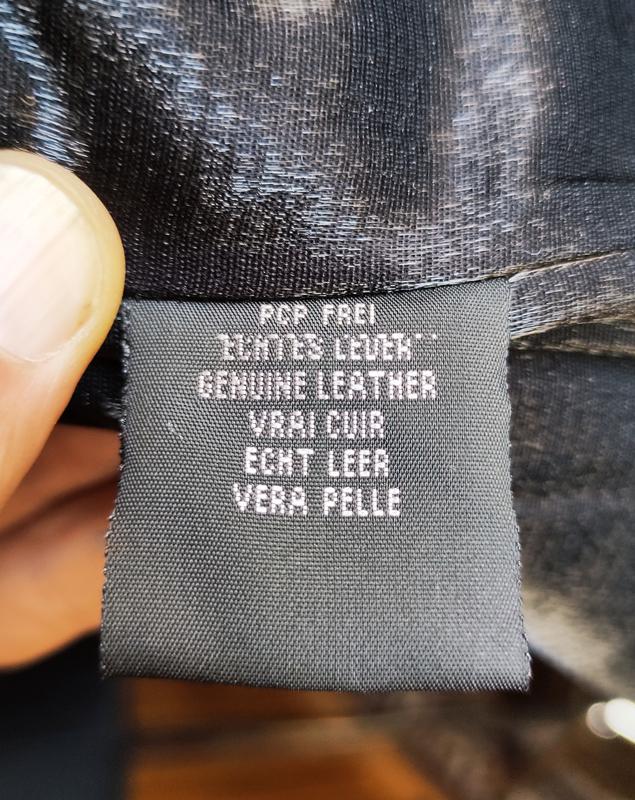 PCP FREI
ECHTES LEDER
GENUINE LEATHER
VRAI CUIR
ECHT LEER
VERA PELLE